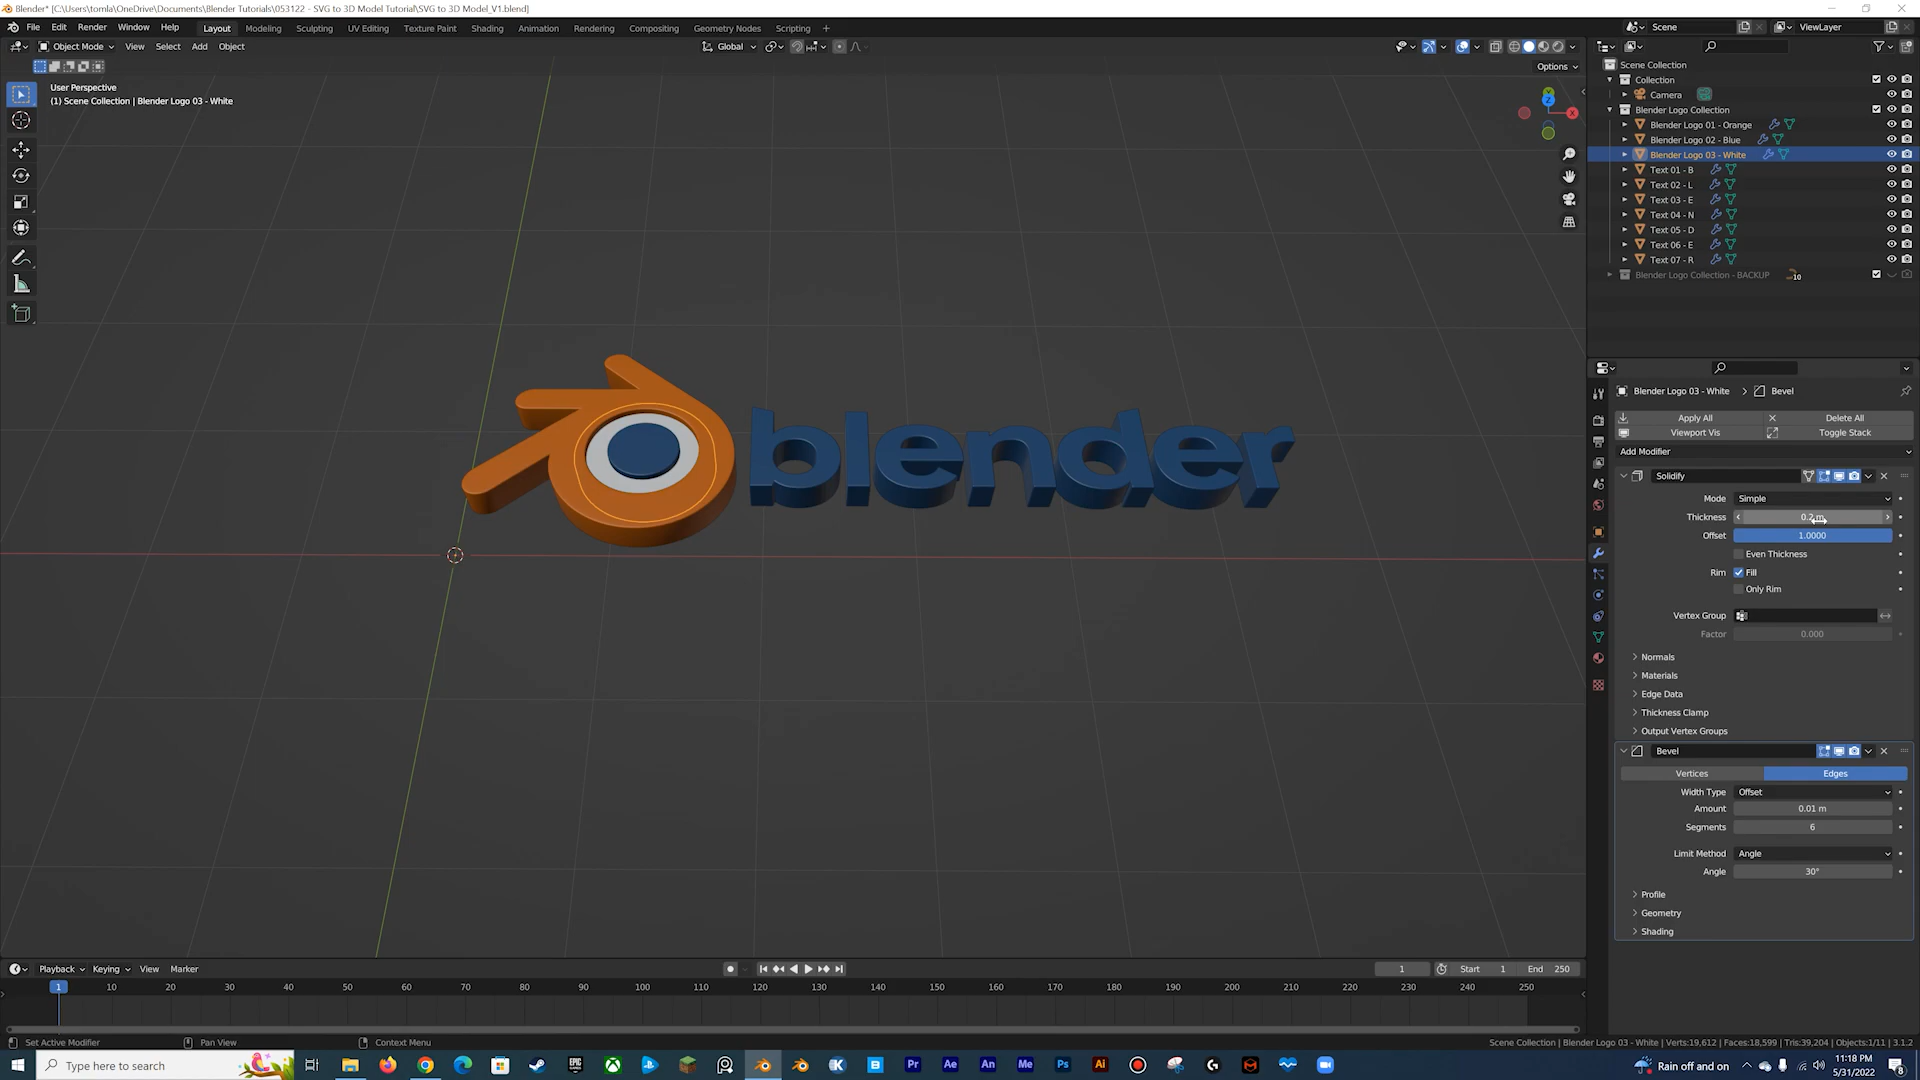 Blender* [C:\Users\tomla\OneDrive\Documents\Blender Tutorials\053122 - SVG to 3D Model Tutorial\SVG to 3D Model_V1.blend]
File Edit Render Window Help Layout Modeling Sculpting UV Editing Texture Paint Shading Animation Rendering Compositing Geometry Nodes Scripting + Scene ViewLayer
Object Mode View Select Add Object Global
Options
User Perspective
(1) Scene Collection | Blender Logo 03 - White
Z
X
blender
Scene Collection
Collection
Camera
Blender Logo Collection
Blender Logo 01 - Orange
Blender Logo 02 - Blue
Blender Logo 03 - White
Text 01 - B
Text 02 - L
Text 03 - E
Text 04 - N
Text 05 - D
Text 06 - E
Text 07 - R
Blender Logo Collection - BACKUP 10
Blender Logo 03 - White > Bevel
Apply All Delete All
Viewport Vis Toggle Stack
Add Modifier
Solidify
Mode Simple
Thickness 0.2 m
Offset 1.0000
Even Thickness
Rim Fill
Only Rim
Vertex Group
Factor 0.000
Normals
Materials
Edge Data
Thickness Clamp
Output Vertex Groups
Bevel
Vertices Edges
Width Type Offset
Amount 0.01 m
Segments 6
Limit Method Angle
Angle 30°
Profile
Geometry
Shading
Playback Keying View Marker 1 Start 1 End 250
1 10 20 30 40 50 60 70 80 90 100 110 120 130 140 150 160 170 180 190 200 210 220 230 240 250
Set Active Modifier Pan View Context Menu Scene Collection | Blender Logo 03 - White | Verts:19,612 | Faces:18,599 | Tris:39,204 | Objects:1/11 | 3.1.2
Type here to search EPIC Pr Ae An Me Ps Ai Rain off and on 11:18 PM
5/31/2022 8